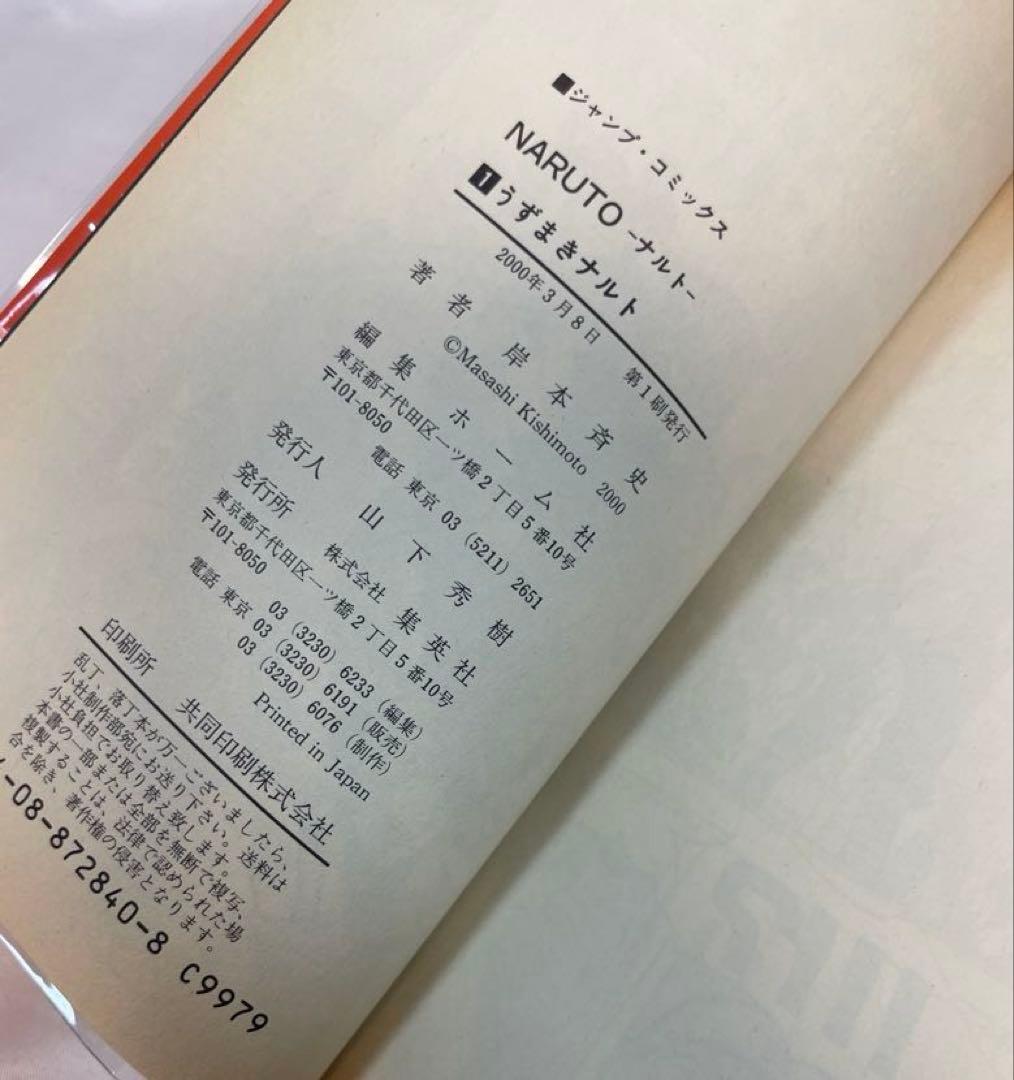 ■ジャンプ・コミックス
NARUTO -ナルト-
1 うずまきナルト
2000年3月8日 第1刷発行
著者 岸本斉史
©Masashi Kishimoto 2000
編集 ホーム社
東京都千代田区一ツ橋2丁目5番10号
〒101-8050
電話 東京 03 (5211) 2651
発行人 山下秀樹
発行所 株式会社 集英社
東京都千代田区一ツ橋2丁目5番10号
〒101-8050
03 (3230) 6233 (編集)
電話 東京 03 (3230) 6191 (販売)
03 (3230) 6076 (制作)
Printed in Japan
印刷所 共同印刷株式会社
乱丁、落丁本が万一ございましたら、
小社制作部宛にお送り下さい。送料は
小社負担でお取り替え致します。
本書の一部または全部を無断で複写、
複製することは、法律で認められた場
合を除き、著作権の侵害となります。
-08-872840-8 C9979